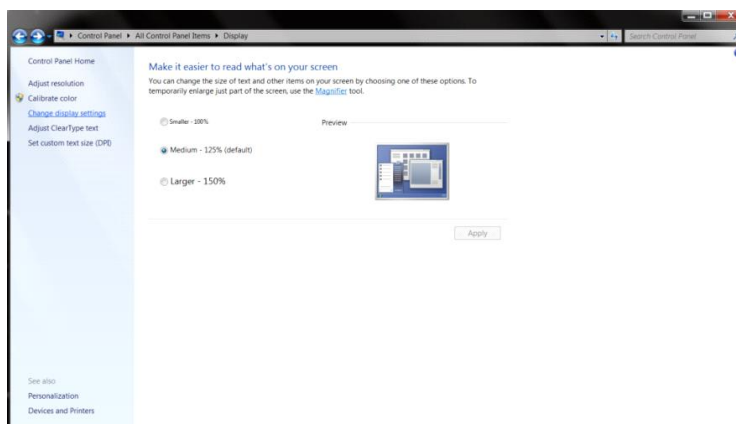 Control Panel ▸ All Control Panel Items ▸ Display
Search Control Panel
Control Panel Home
Adjust resolution
Calibrate color
Change display settings
Adjust ClearType text
Set custom text size (DPI)
Make it easier to read what's on your screen
You can change the size of text and other items on your screen by choosing one of these options. To
temporarily enlarge just part of the screen, use the Magnifier tool.
Smaller - 100%
Preview
Medium - 125% (default)
Larger - 150%
Apply
See also
Personalization
Devices and Printers